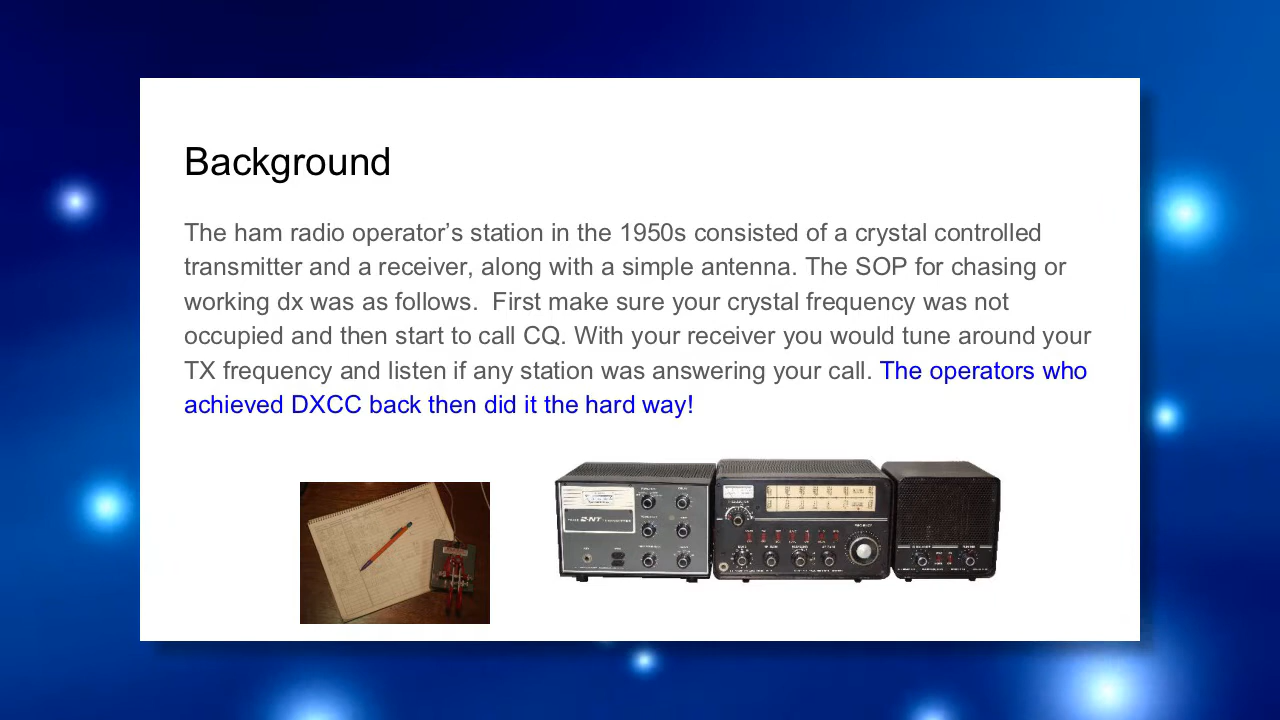 Background
The ham radio operator’s station in the 1950s consisted of a crystal controlled
transmitter and a receiver, along with a simple antenna. The SOP for chasing or
working dx was as follows.  First make sure your crystal frequency was not
occupied and then start to call CQ. With your receiver you would tune around your
TX frequency and listen if any station was answering your call. The operators who
achieved DXCC back then did it the hard way!
2-NT